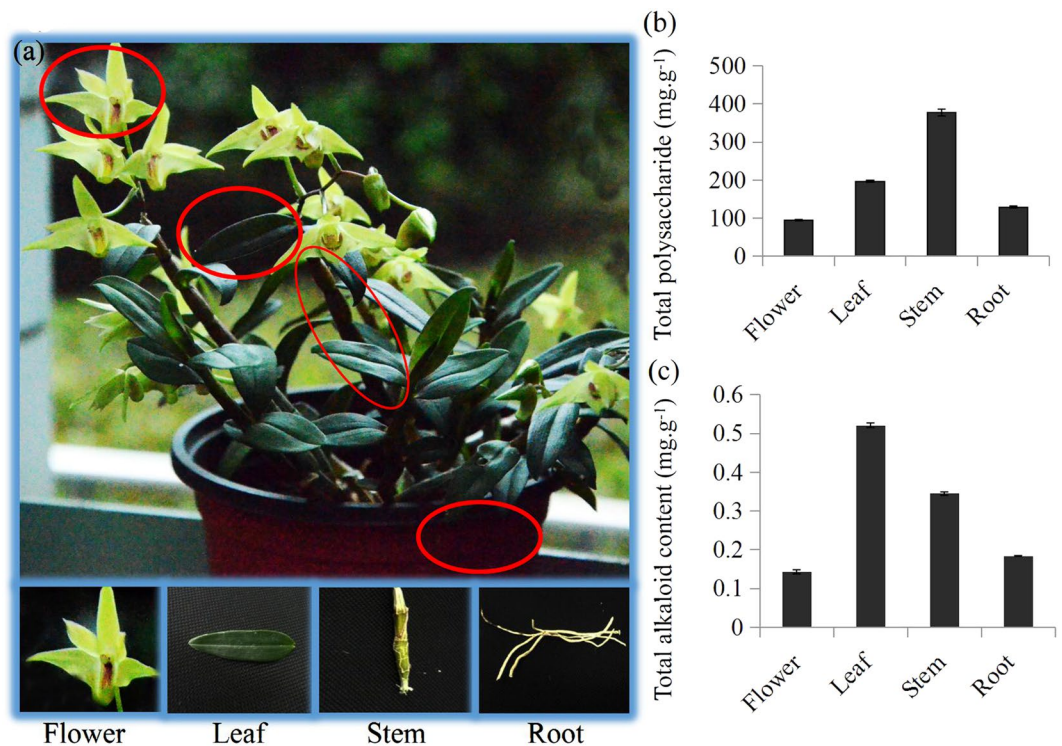 (a)
Flower Leaf Stem Root
(b)
Total polysaccharide (mg.g-1)
500
400
300
200
100
0
Flower Leaf Stem Root
(c)
Total alkaloid content (mg.g-1)
0.6
0.5
0.4
0.3
0.2
0.1
0
Flower Leaf Stem Root